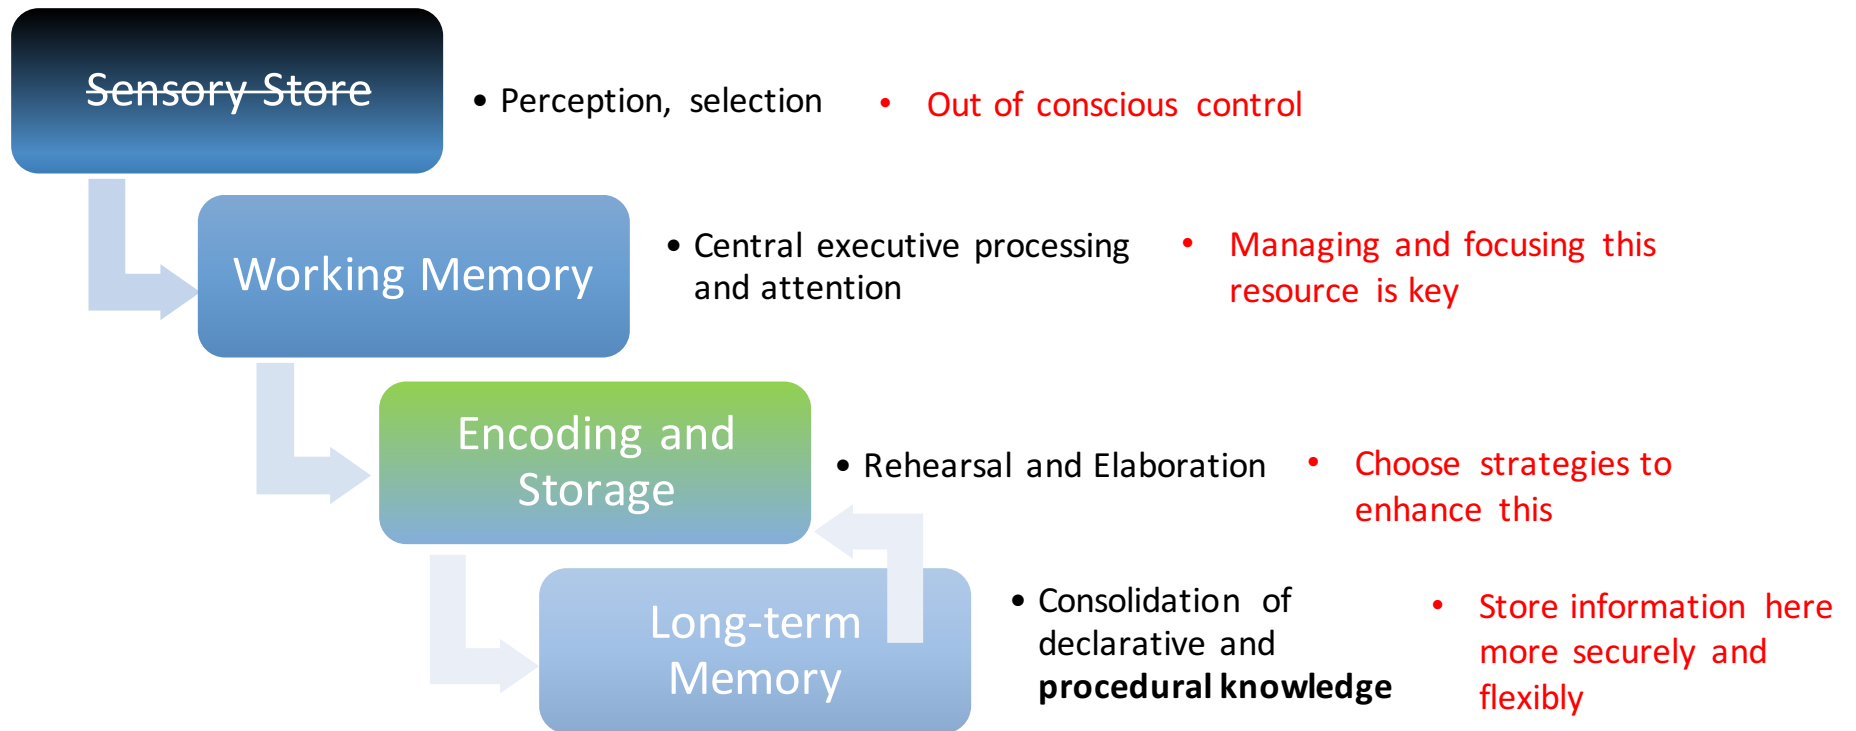 Sensory Store
• Perception, selection
• Out of conscious control
Working Memory
• Central executive processing
and attention
• Managing and focusing this
resource is key
Encoding and
Storage
• Rehearsal and Elaboration
• Choose strategies to
enhance this
Long-term
Memory
• Consolidation of
declarative and
procedural knowledge
• Store information here
more securely and
flexibly